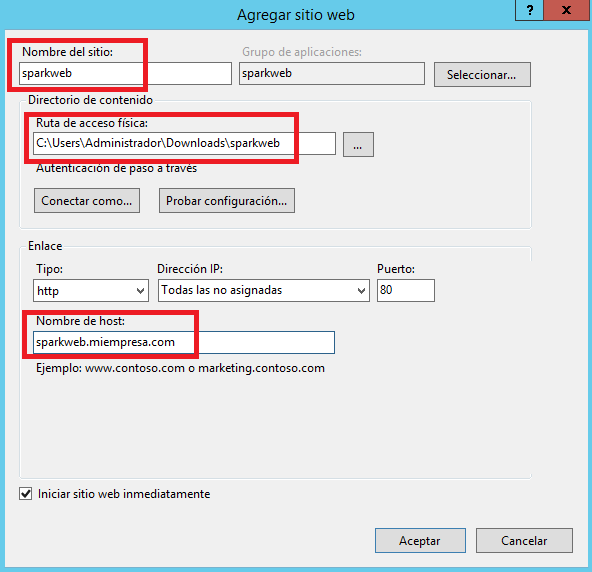 Agregar sitio web
? x
Nombre del sitio: Grupo de aplicaciones:
sparkweb sparkweb Seleccionar...
Directorio de contenido
Ruta de acceso física:
C:\Users\Administrador\Downloads\sparkweb ...
Autenticación de paso a través
Conectar como... Probar configuración...
Enlace
Tipo: Dirección IP: Puerto:
http Todas las no asignadas 80
Nombre de host:
sparkweb.miempresa.com
Ejemplo: www.contoso.com o marketing.contoso.com
Iniciar sitio web inmediatamente
Aceptar Cancelar